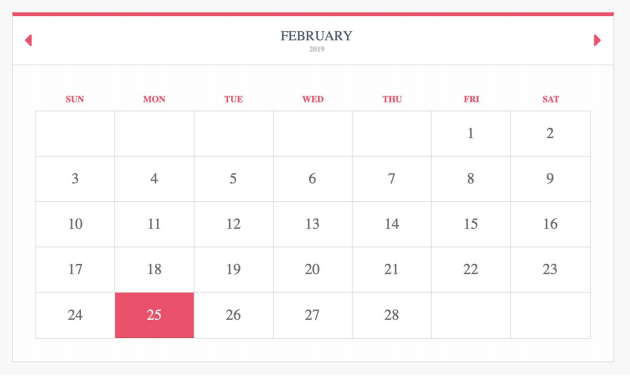 FEBRUARY
2019
SUN MON TUE WED THU FRI SAT
1 2
3 4 5 6 7 8 9
10 11 12 13 14 15 16
17 18 19 20 21 22 23
24 25 26 27 28